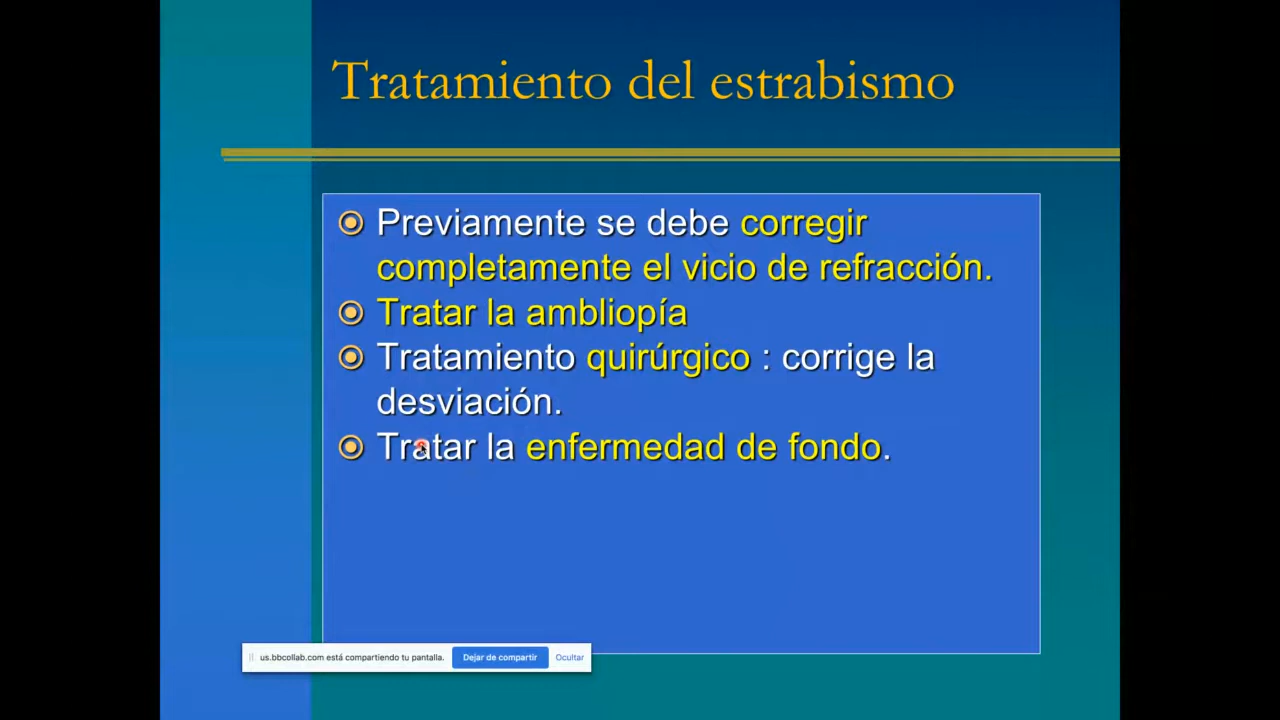 Tratamiento del estrabismo
Previamente se debe corregir
completamente el vicio de refracción.
Tratar la ambliopía
Tratamiento quirúrgico : corrige la
desviación.
Tratar la enfermedad de fondo.
us.bbcollab.com está compartiendo tu pantalla. Dejar de compartir Ocultar